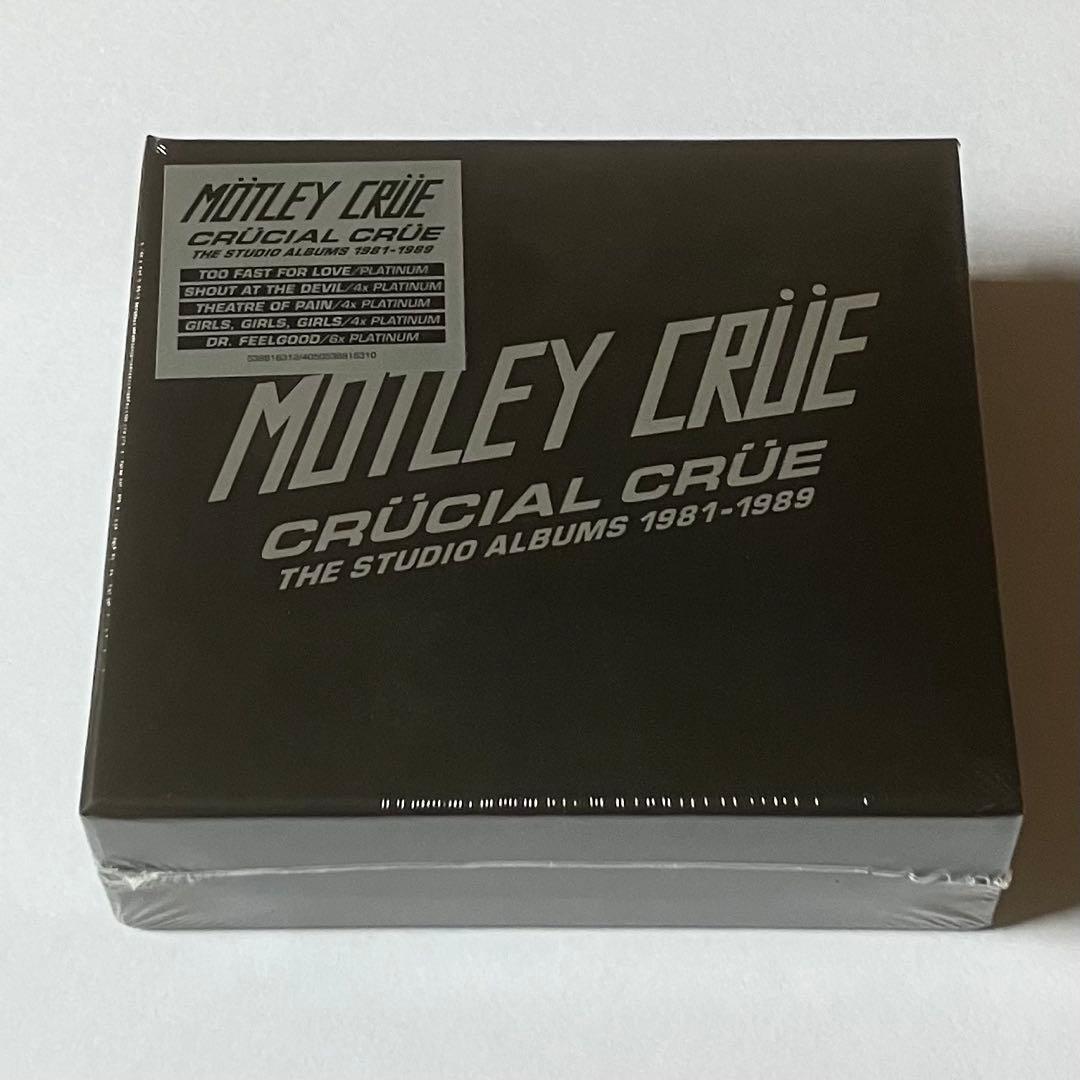 MÖTLEY CRÜE
CRÜCIAL CRÜE
THE STUDIO ALBUMS 1981-1989
TOO FAST FOR LOVE/PLATINUM
SHOUT AT THE DEVIL/4x PLATINUM
THEATRE OF PAIN/4x PLATINUM
GIRLS, GIRLS, GIRLS/4x PLATINUM
DR. FEELGOOD/6x PLATINUM
538816312/4050538816310
MÖTLEY CRÜE
CRÜCIAL CRÜE
THE STUDIO ALBUMS 1981-1989